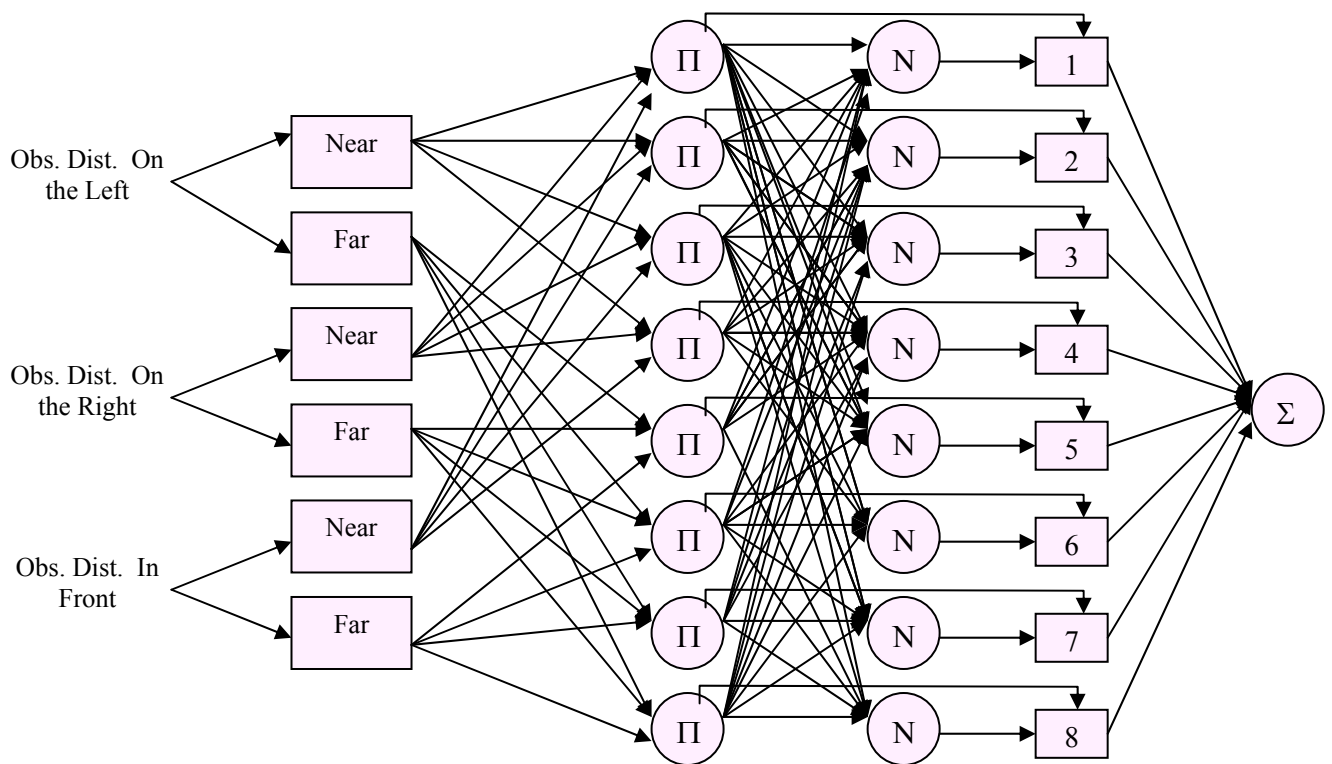 Obs. Dist. On
the Left
Obs. Dist. On
the Right
Obs. Dist. In
Front
Near
Far
Near
Far
Near
Far
Π
Π
Π
Π
Π
Π
Π
Π
N
N
N
N
N
N
N
N
1
2
3
4
5
6
7
8
Σ